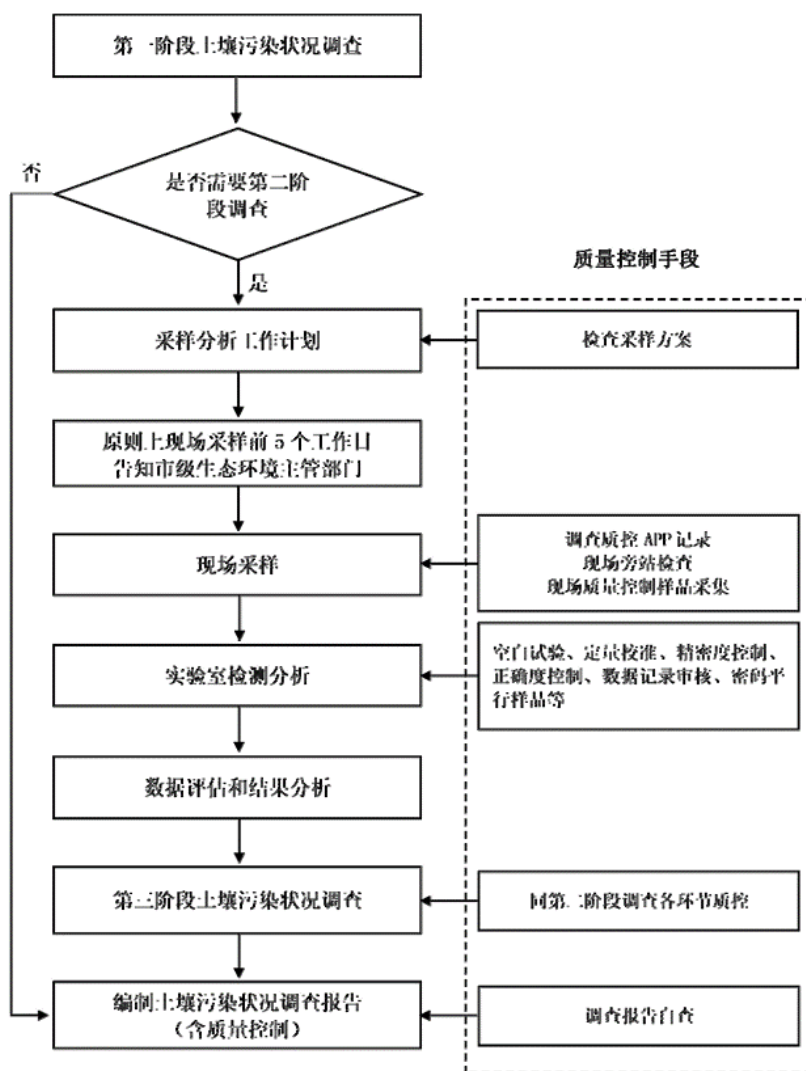 第一阶段土壤污染状况调查
否
是否需要第二阶
段调查
是
质量控制手段
采样分析工作计划
检查采样方案
原则上现场采样前 5 个工作日
告知市级生态环境主管部门
现场采样
调查质控 APP 记录
现场旁站检查
现场质量控制样品采集
实验室检测分析
空白试验、定量校准、精密度控制、
正确度控制、数据记录审核、密码平
行样品等
数据评估和结果分析
第三阶段土壤污染状况调查
同第二阶段调查各环节质控
编制土壤污染状况调查报告
（含质量控制）
调查报告自查